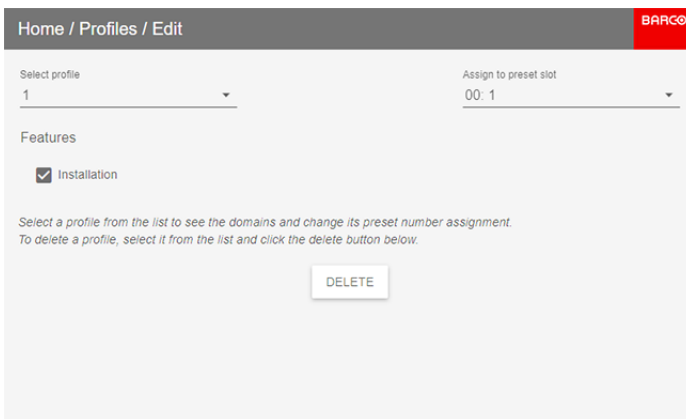 Home / Profiles / Edit
BARCO
Select profile
Assign to preset slot
1
00: 1
Features
Installation
Select a profile from the list to see the domains and change its preset number assignment.
To delete a profile, select it from the list and click the delete button below.
DELETE